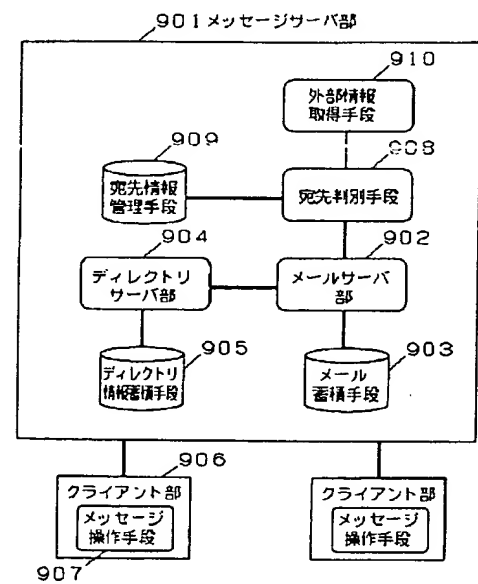 901メッセージサーバ部
910
外部情報
取得手段
909
908
宛先情報
管理手段
宛先判別手段
904
902
ディレクトリ
サーバ部
メールサーバ
部
905
903
ディレクトリ
情報蓄積手段
メール
蓄積手段
906
クライアント部
クライアント部
メッセージ
操作手段
メッセージ
操作手段
907